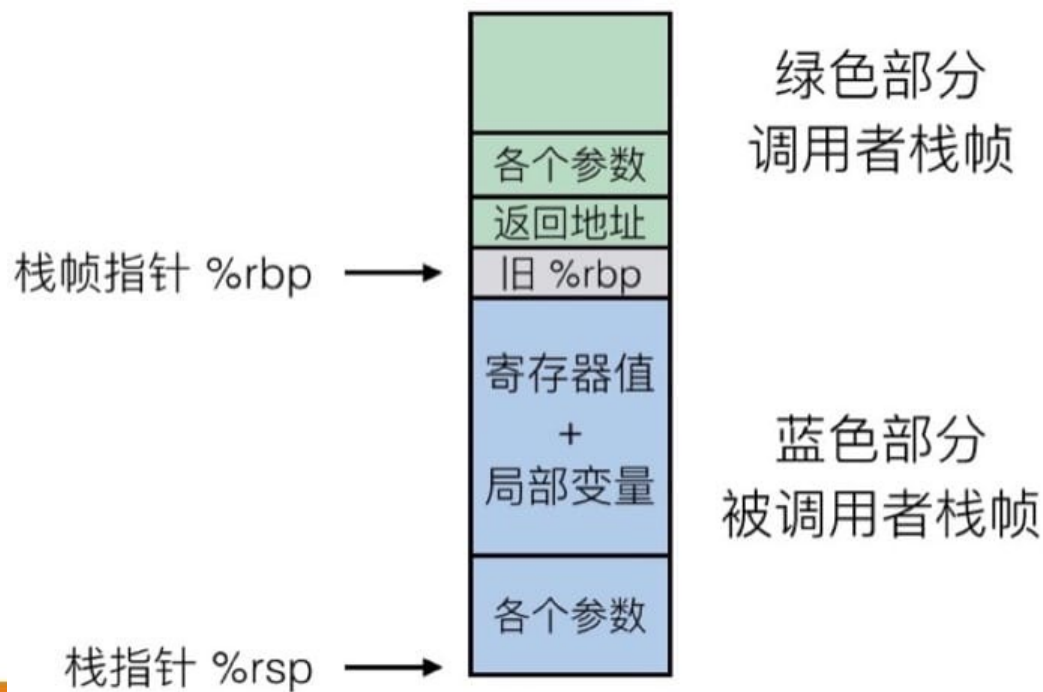 绿色部分
调用者栈帧
各个参数
返回地址
栈帧指针 %rbp
旧 %rbp
寄存器值
+
局部变量
蓝色部分
被调用者栈帧
各个参数
栈指针 %rsp